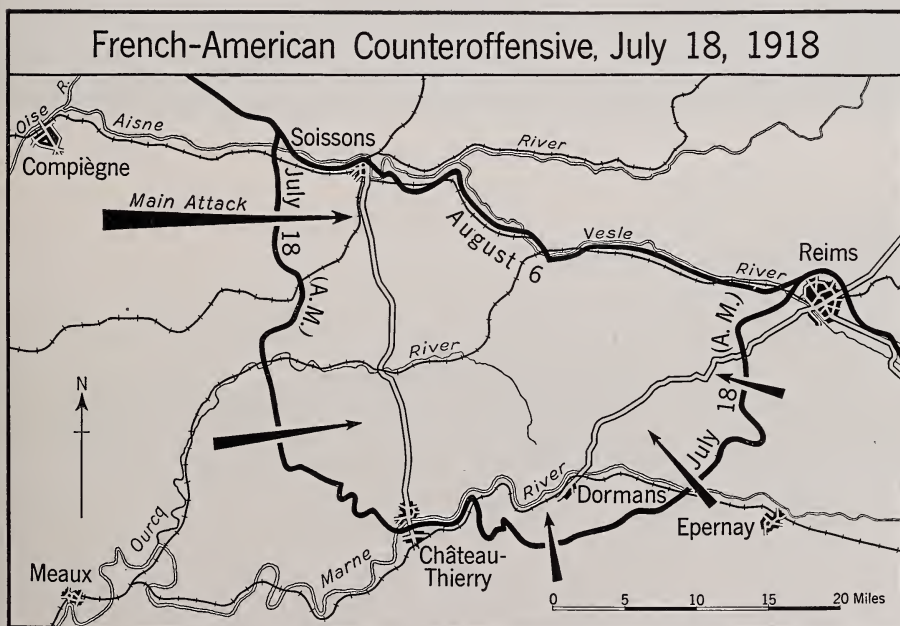 French-American Counteroffensive, July 18, 1918
Oise R.
Aisne
Soissons
River
Compiègne
Main Attack
July 18 (A.M.)
August 6
Vesle
River
Reims
July 18 (A.M.)
River
N
Ourcq
River
Dormans
Epernay
Château-
Thierry
Marne
Meaux
0 5 10 15 20 Miles